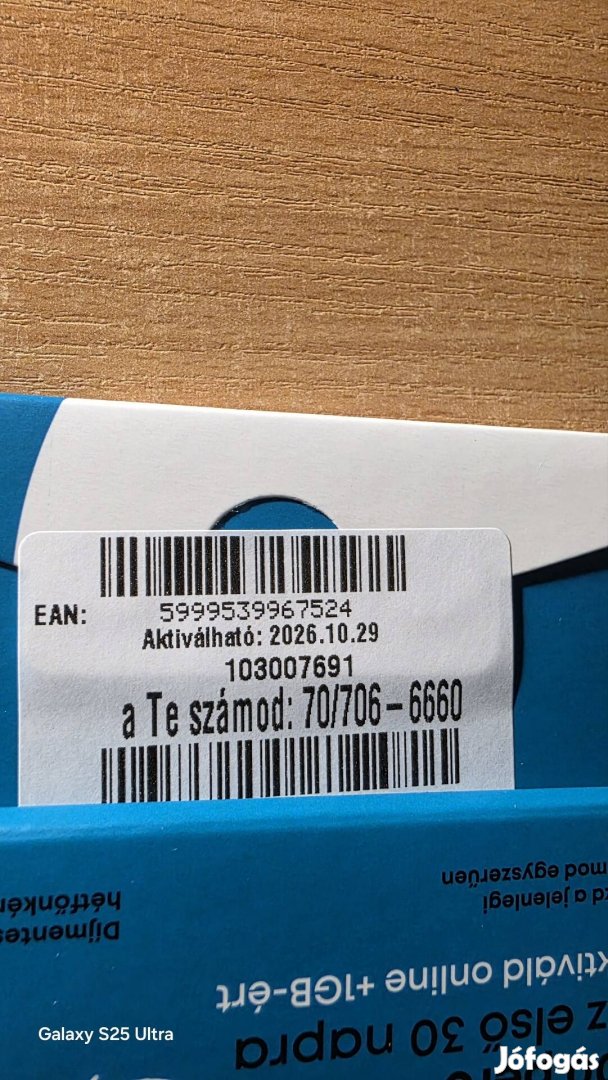 EAN:
5999539967524
Aktiválható: 2026.10.29
103007691
a Te számod: 70/706-6660
mod egyszerűen
d a jelenlegi
hétfőnkén
Díjmentes
ktiváld online +1GB-ért
z első 30 napra
Galaxy S25 Ultra
Jófogás